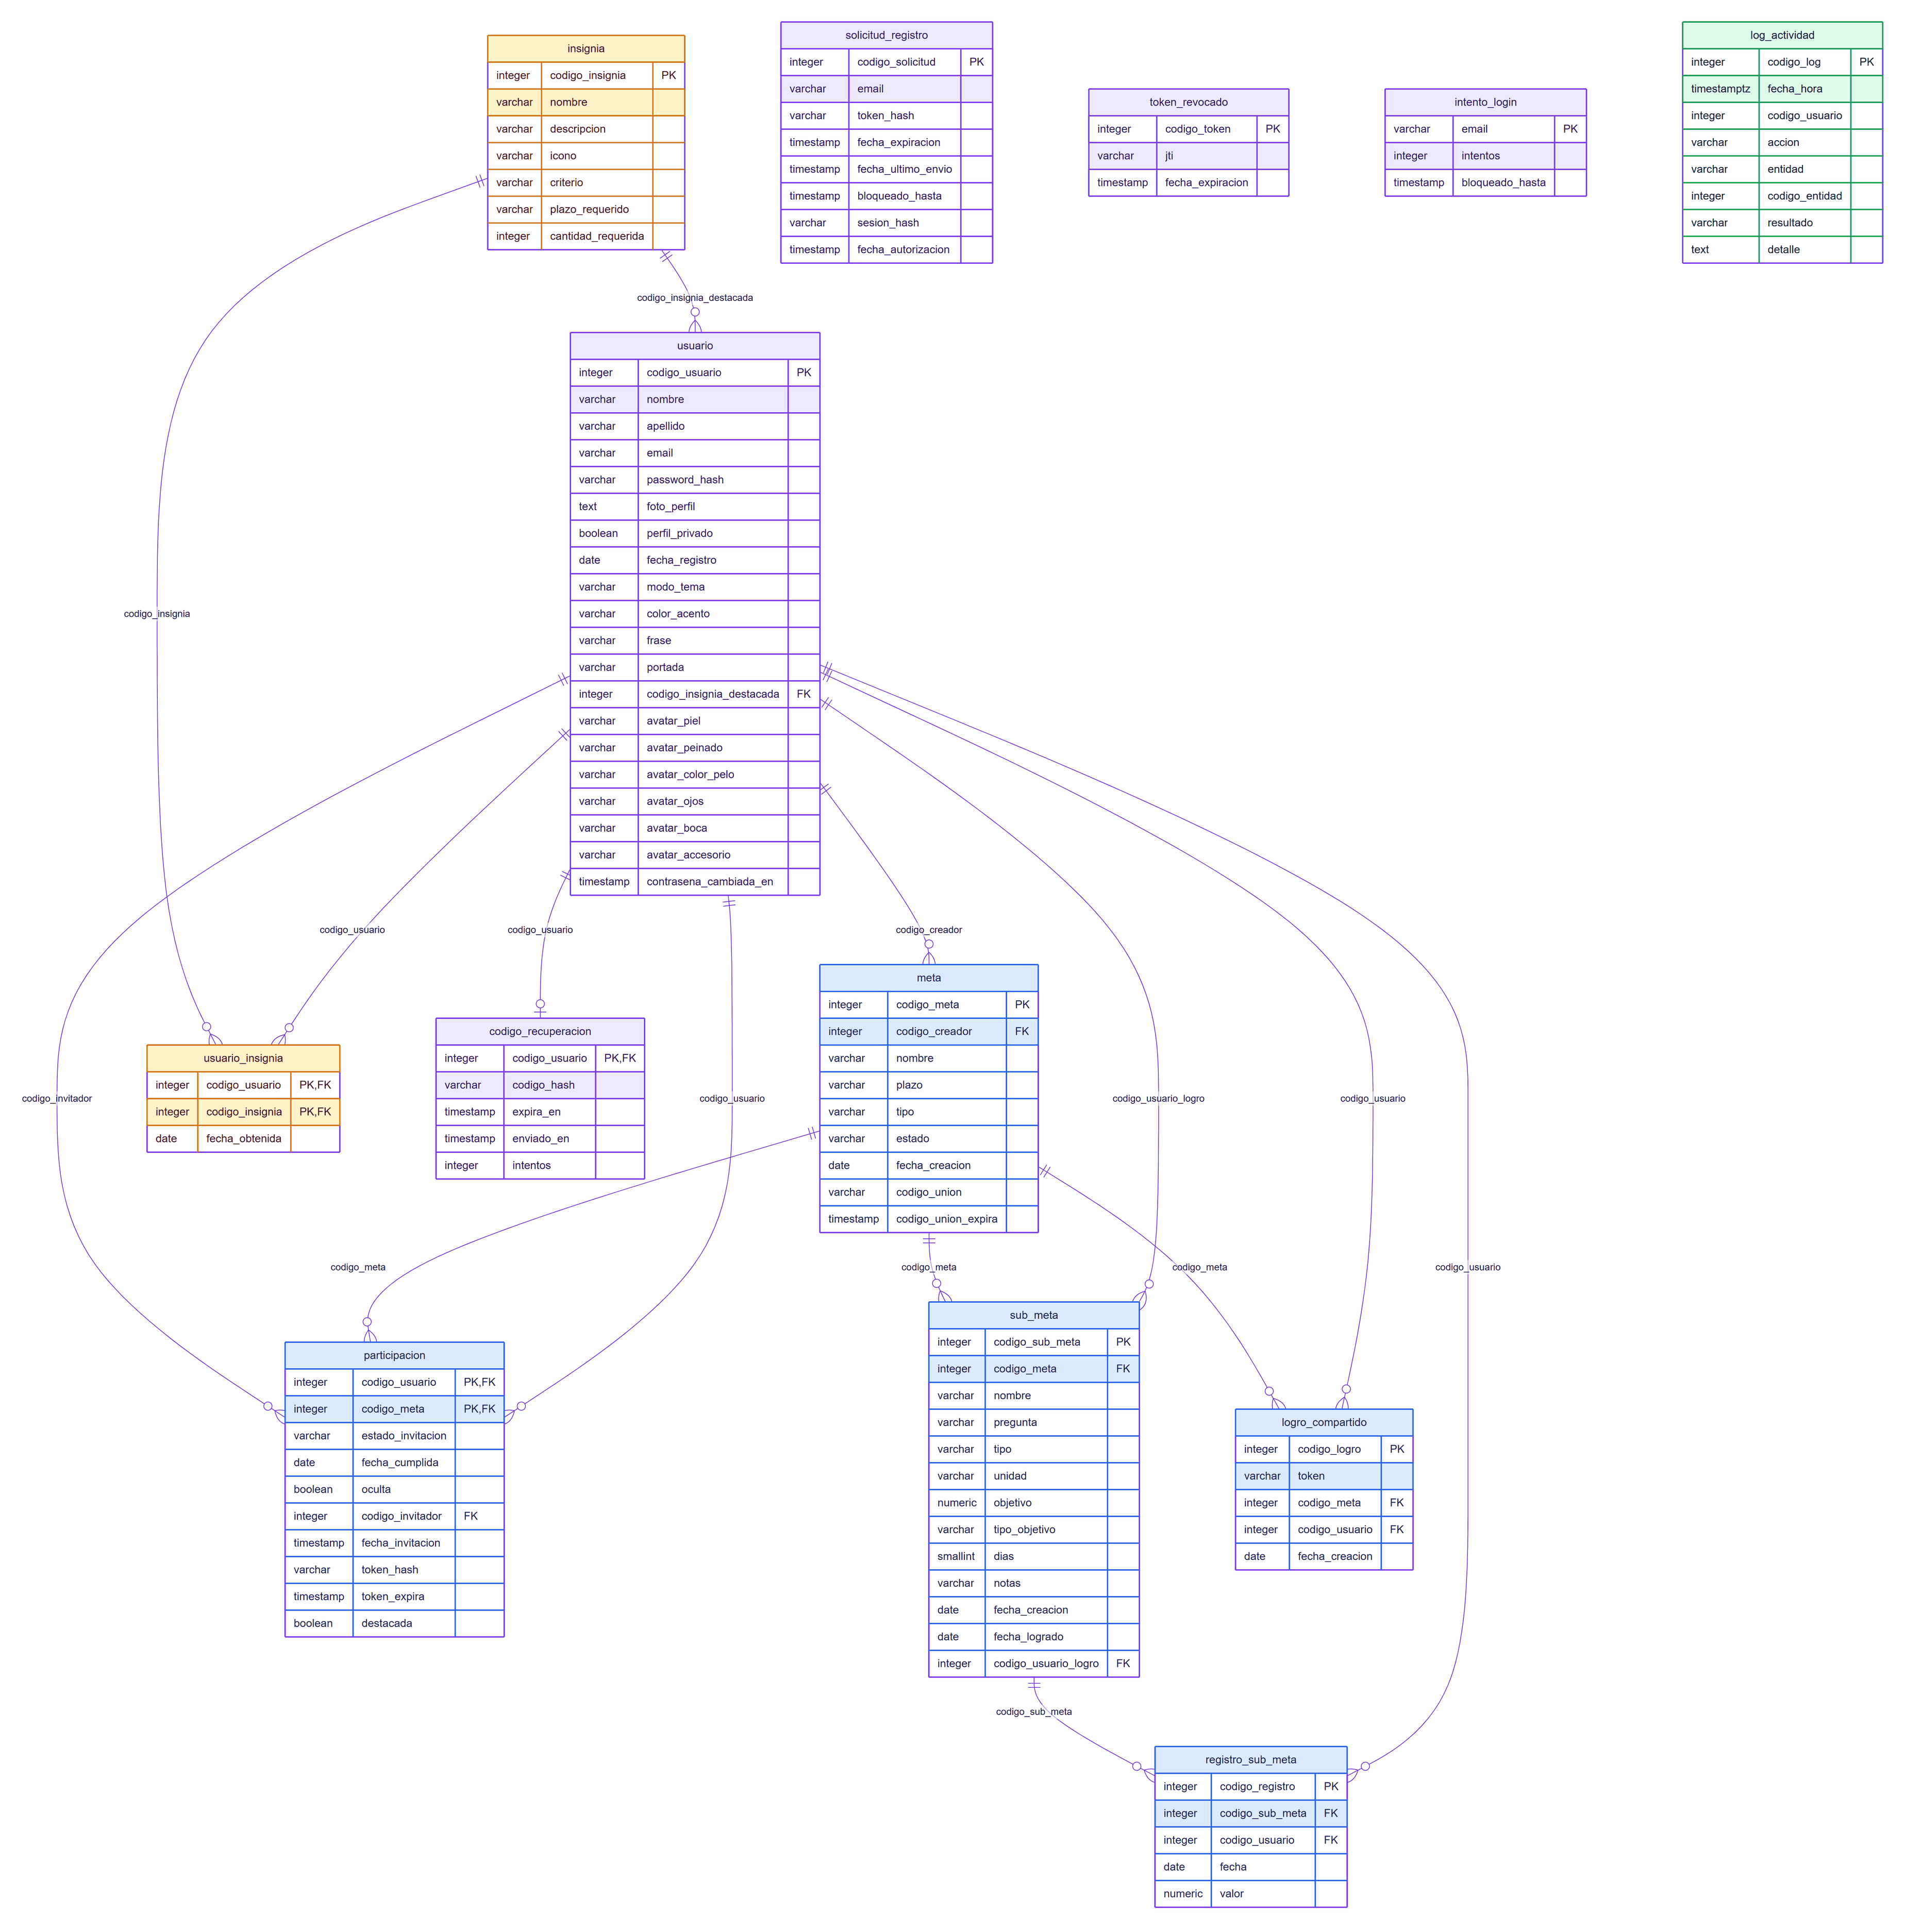 insignia
integer codigo_insignia PK
varchar nombre
varchar descripcion
varchar icono
varchar criterio
varchar plazo_requerido
integer cantidad_requerida
solicitud_registro
integer codigo_solicitud PK
varchar email
varchar token_hash
timestamp fecha_expiracion
timestamp fecha_ultimo_envio
timestamp bloqueado_hasta
varchar sesion_hash
timestamp fecha_autorizacion
token_revocado
integer codigo_token PK
varchar jti
timestamp fecha_expiracion
intento_login
varchar email PK
integer intentos
timestamp bloqueado_hasta
log_actividad
integer codigo_log PK
timestamptz fecha_hora
integer codigo_usuario
varchar accion
varchar entidad
integer codigo_entidad
varchar resultado
text detalle
codigo_insignia_destacada
usuario
integer codigo_usuario PK
varchar nombre
varchar apellido
varchar email
varchar password_hash
text foto_perfil
boolean perfil_privado
date fecha_registro
varchar modo_tema
varchar color_acento
varchar frase
varchar portada
integer codigo_insignia_destacada FK
varchar avatar_piel
varchar avatar_peinado
varchar avatar_color_pelo
varchar avatar_ojos
varchar avatar_boca
varchar avatar_accesorio
timestamp contrasena_cambiada_en
codigo_insignia
codigo_usuario
codigo_usuario
codigo_creador
usuario_insignia
integer codigo_usuario PK,FK
integer codigo_insignia PK,FK
date fecha_obtenida
codigo_recuperacion
integer codigo_usuario PK,FK
varchar codigo_hash
timestamp expira_en
timestamp enviado_en
integer intentos
meta
integer codigo_meta PK
integer codigo_creador FK
varchar nombre
varchar plazo
varchar tipo
varchar estado
date fecha_creacion
varchar codigo_union
timestamp codigo_union_expira
codigo_invitador
codigo_usuario
codigo_usuario_logro
codigo_usuario
codigo_meta
codigo_meta
codigo_meta
codigo_usuario
participacion
integer codigo_usuario PK,FK
integer codigo_meta PK,FK
varchar estado_invitacion
date fecha_cumplida
boolean oculta
integer codigo_invitador FK
timestamp fecha_invitacion
varchar token_hash
timestamp token_expira
boolean destacada
sub_meta
integer codigo_sub_meta PK
integer codigo_meta FK
varchar nombre
varchar pregunta
varchar tipo
varchar unidad
numeric objetivo
varchar tipo_objetivo
smallint dias
varchar notas
date fecha_creacion
date fecha_logrado
integer codigo_usuario_logro FK
logro_compartido
integer codigo_logro PK
varchar token
integer codigo_meta FK
integer codigo_usuario FK
date fecha_creacion
codigo_sub_meta
registro_sub_meta
integer codigo_registro PK
integer codigo_sub_meta FK
integer codigo_usuario FK
date fecha
numeric valor